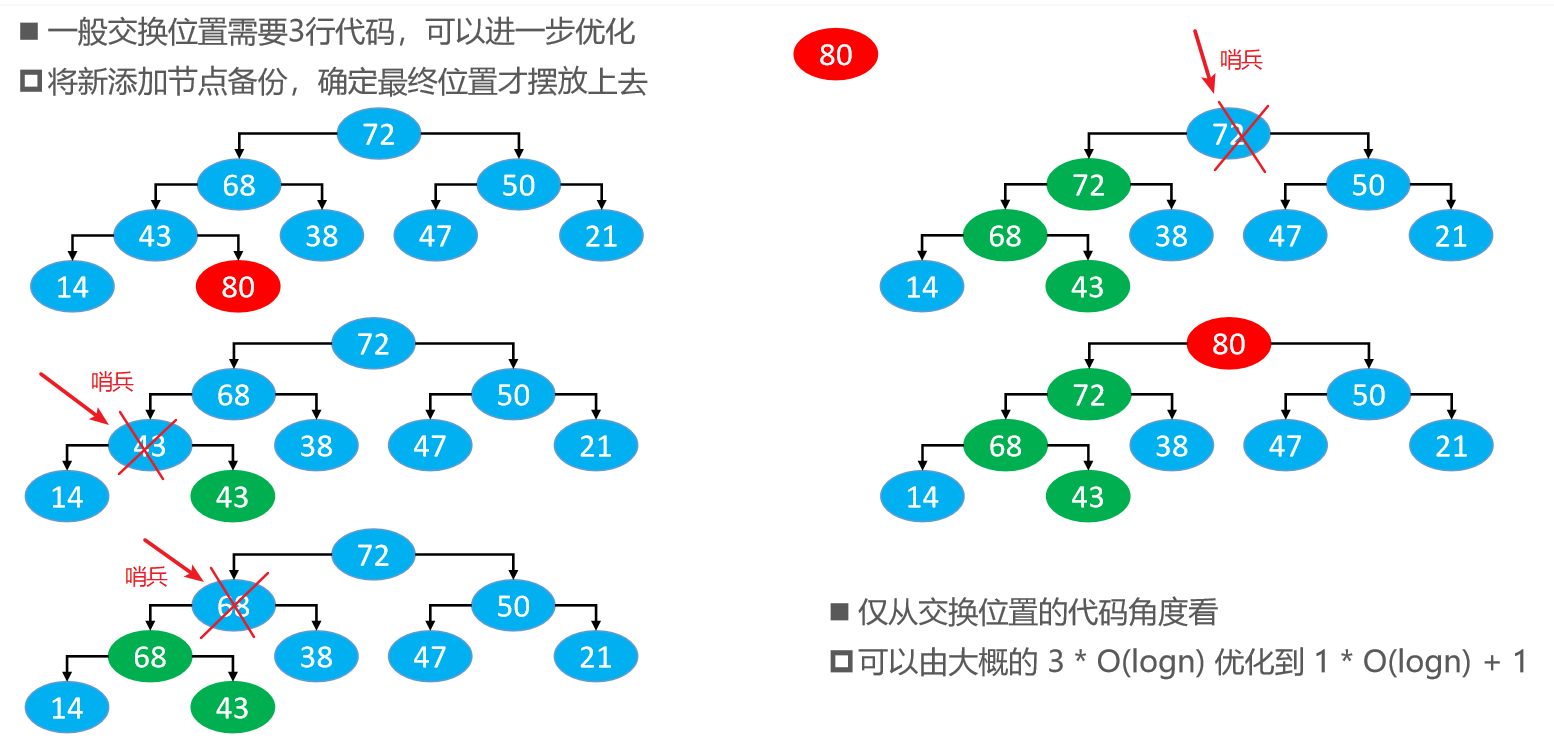 ■ 一般交换位置需要3行代码，可以进一步优化
将新添加节点备份，确定最终位置才摆放上去
72
68 50
43 38 47 21
14 80
72
哨兵
68 50
43 38 47 21
14 43
72
哨兵
68 50
68 38 47 21
14 43
80
哨兵
72
72 50
68 38 47 21
14 43
80
72 50
68 38 47 21
14 43
■ 仅从交换位置的代码角度看
可以由大概的 3 * O(logn) 优化到 1 * O(logn) + 1